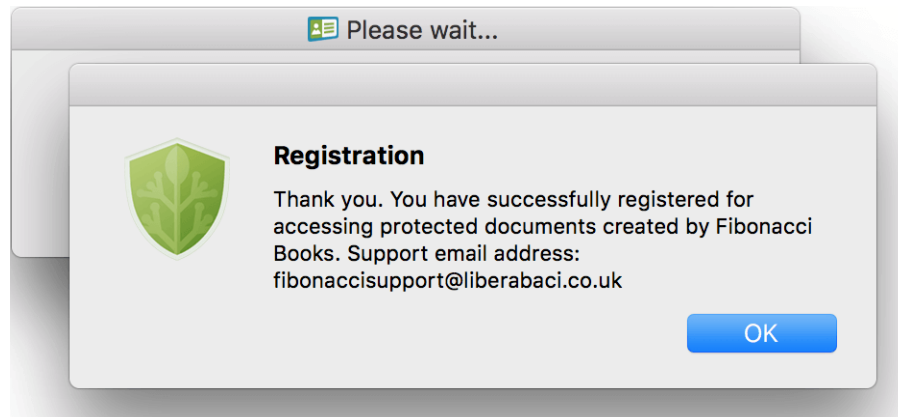 Please wait...
Registration
Thank you. You have successfully registered for
accessing protected documents created by Fibonacci
Books. Support email address:
fibonaccisupport@liberabaci.co.uk
OK